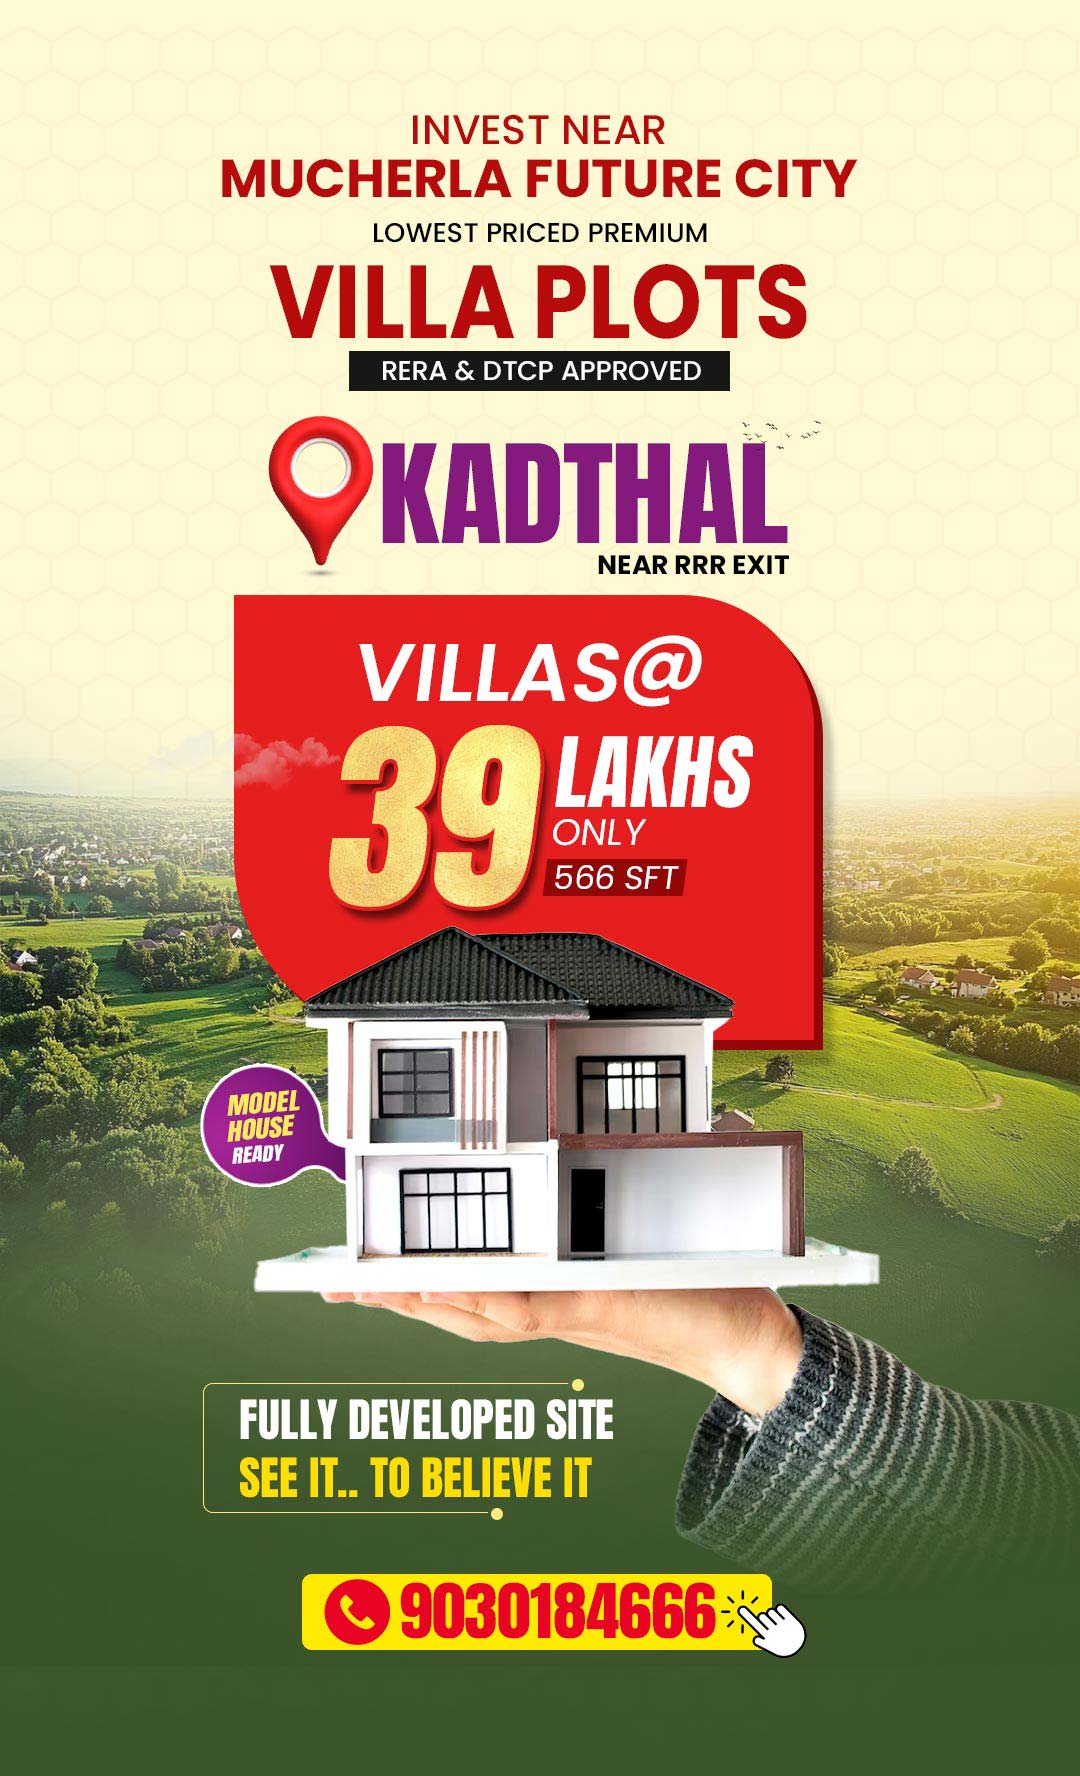 INVEST NEAR
MUCHERLA FUTURE CITY
LOWEST PRICED PREMIUM
VILLA PLOTS
RERA & DTCP APPROVED
KADTHAL
NEAR RRR EXIT
VILLAS@
39 LAKHS
ONLY
566 SFT
MODEL
HOUSE
READY
FULLY DEVELOPED SITE
SEE IT.. TO BELIEVE IT
9030184666